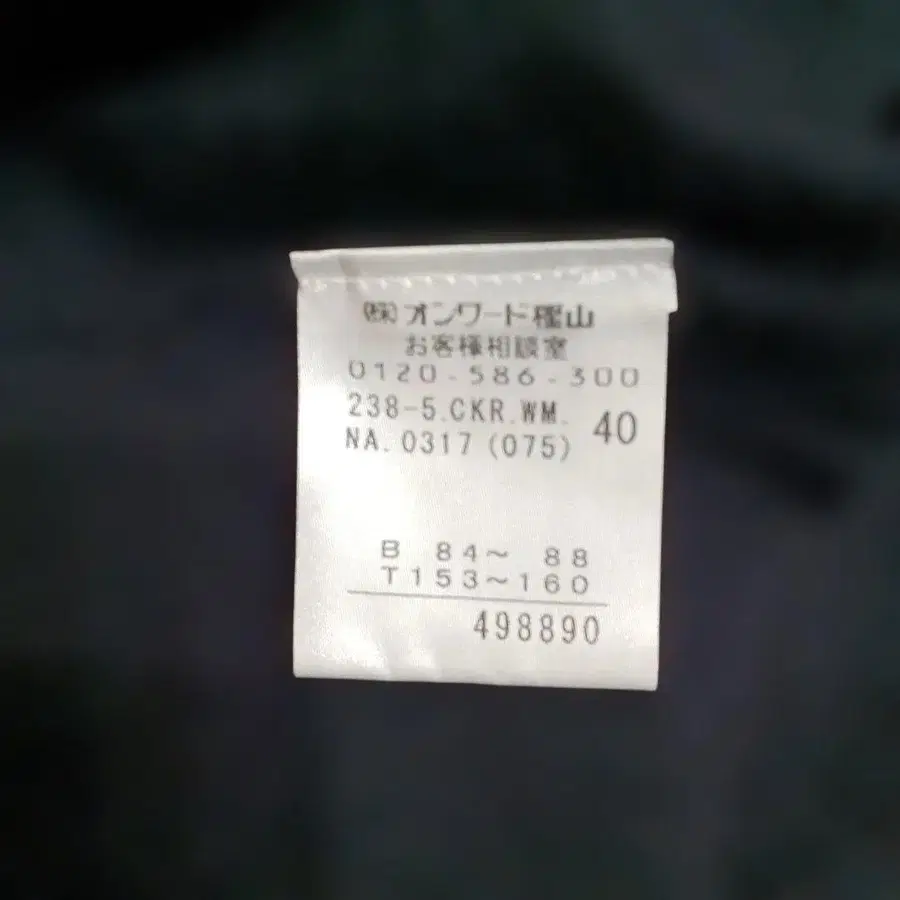 ㈱オンワード樫山
お客様相談室
0120-586-300
238-5.CKR.WM. 40
NA.0317(075)
B 84～ 88
T153～160
498890